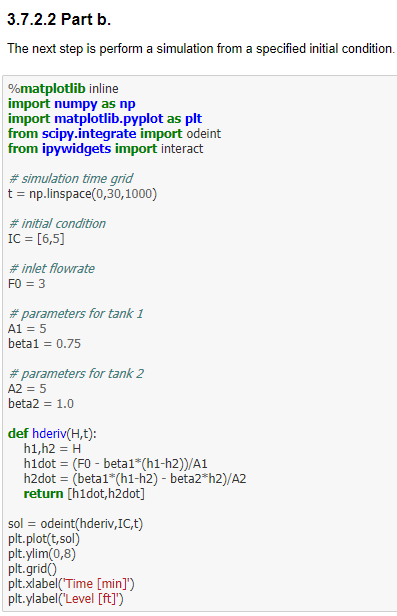 3.7.2.2 Part b.
The next step is perform a simulation from a specified initial condition.
%matplotlib inline
import numpy as np
import matplotlib.pyplot as plt
from scipy.integrate import odeint
from ipywidgets import interact
# simulation time grid
t = np.linspace(0,30,1000)
# initial condition
IC = [6,5]
# inlet flowrate
F0 = 3
# parameters for tank 1
A1 = 5
beta1 = 0.75
# parameters for tank 2
A2 = 5
beta2 = 1.0
def hderiv(H,t):
    h1,h2 = H
    h1dot = (F0 - beta1*(h1-h2))/A1
    h2dot = (beta1*(h1-h2) - beta2*h2)/A2
    return [h1dot,h2dot]
sol = odeint(hderiv,IC,t)
plt.plot(t,sol)
plt.ylim(0,8)
plt.grid()
plt.xlabel('Time [min]')
plt.ylabel('Level [ft]')